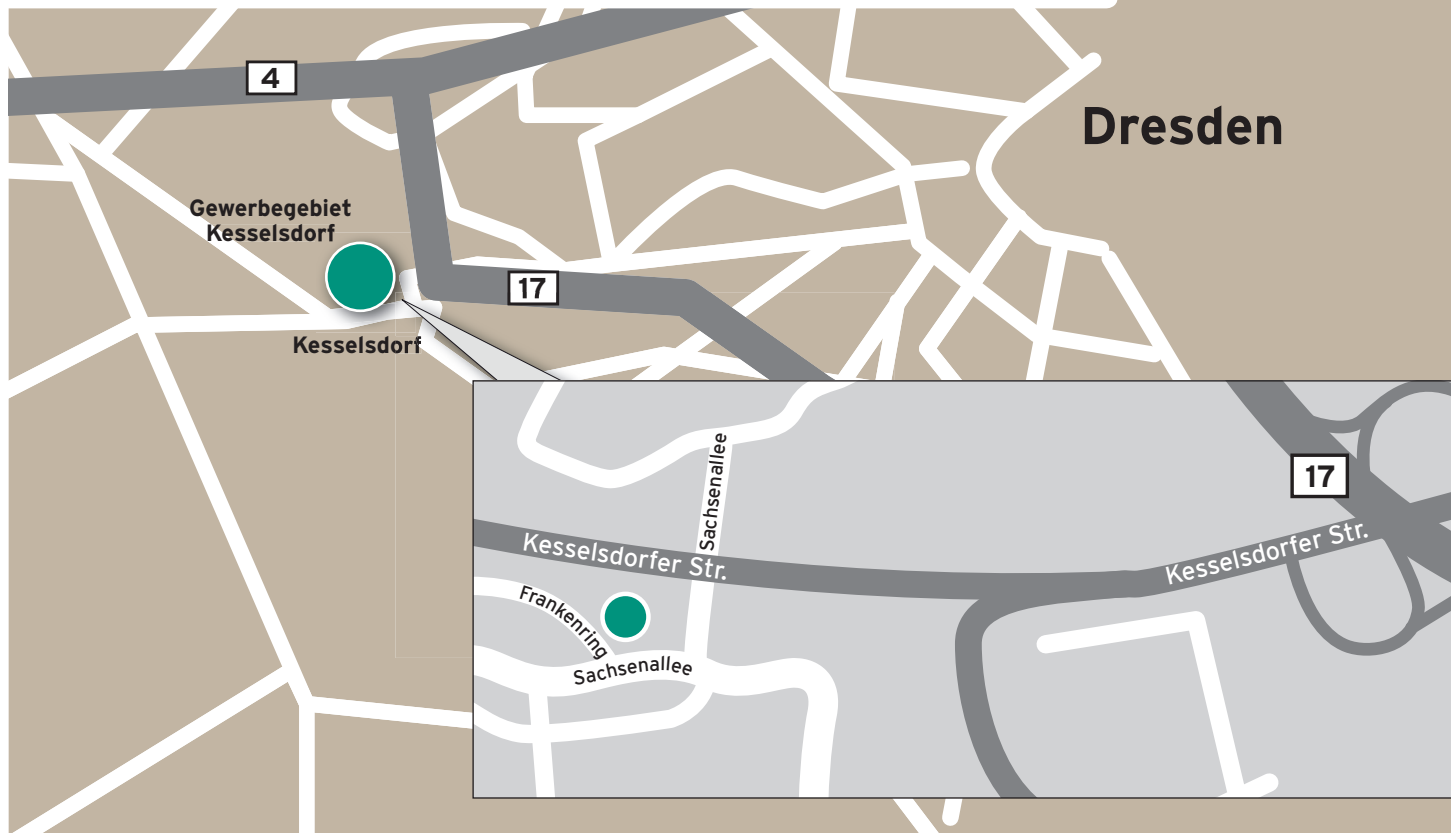 4
Dresden
Gewerbegebiet
Kesselsdorf
17
Kesselsdorf
Sachsenallee
17
Kesselsdorfer Str.
Kesselsdorfer Str.
Frankenring
Sachsenallee